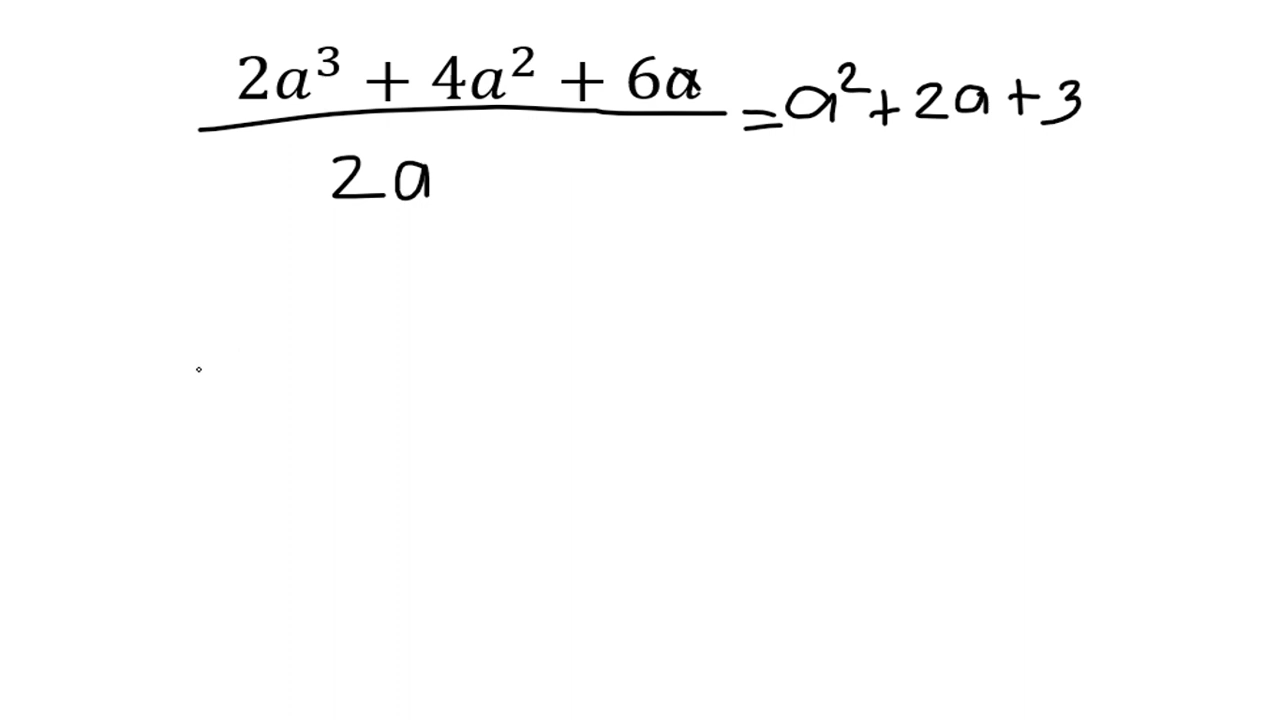 2a³ + 4a² + 6a
= a² + 2a + 3
2a